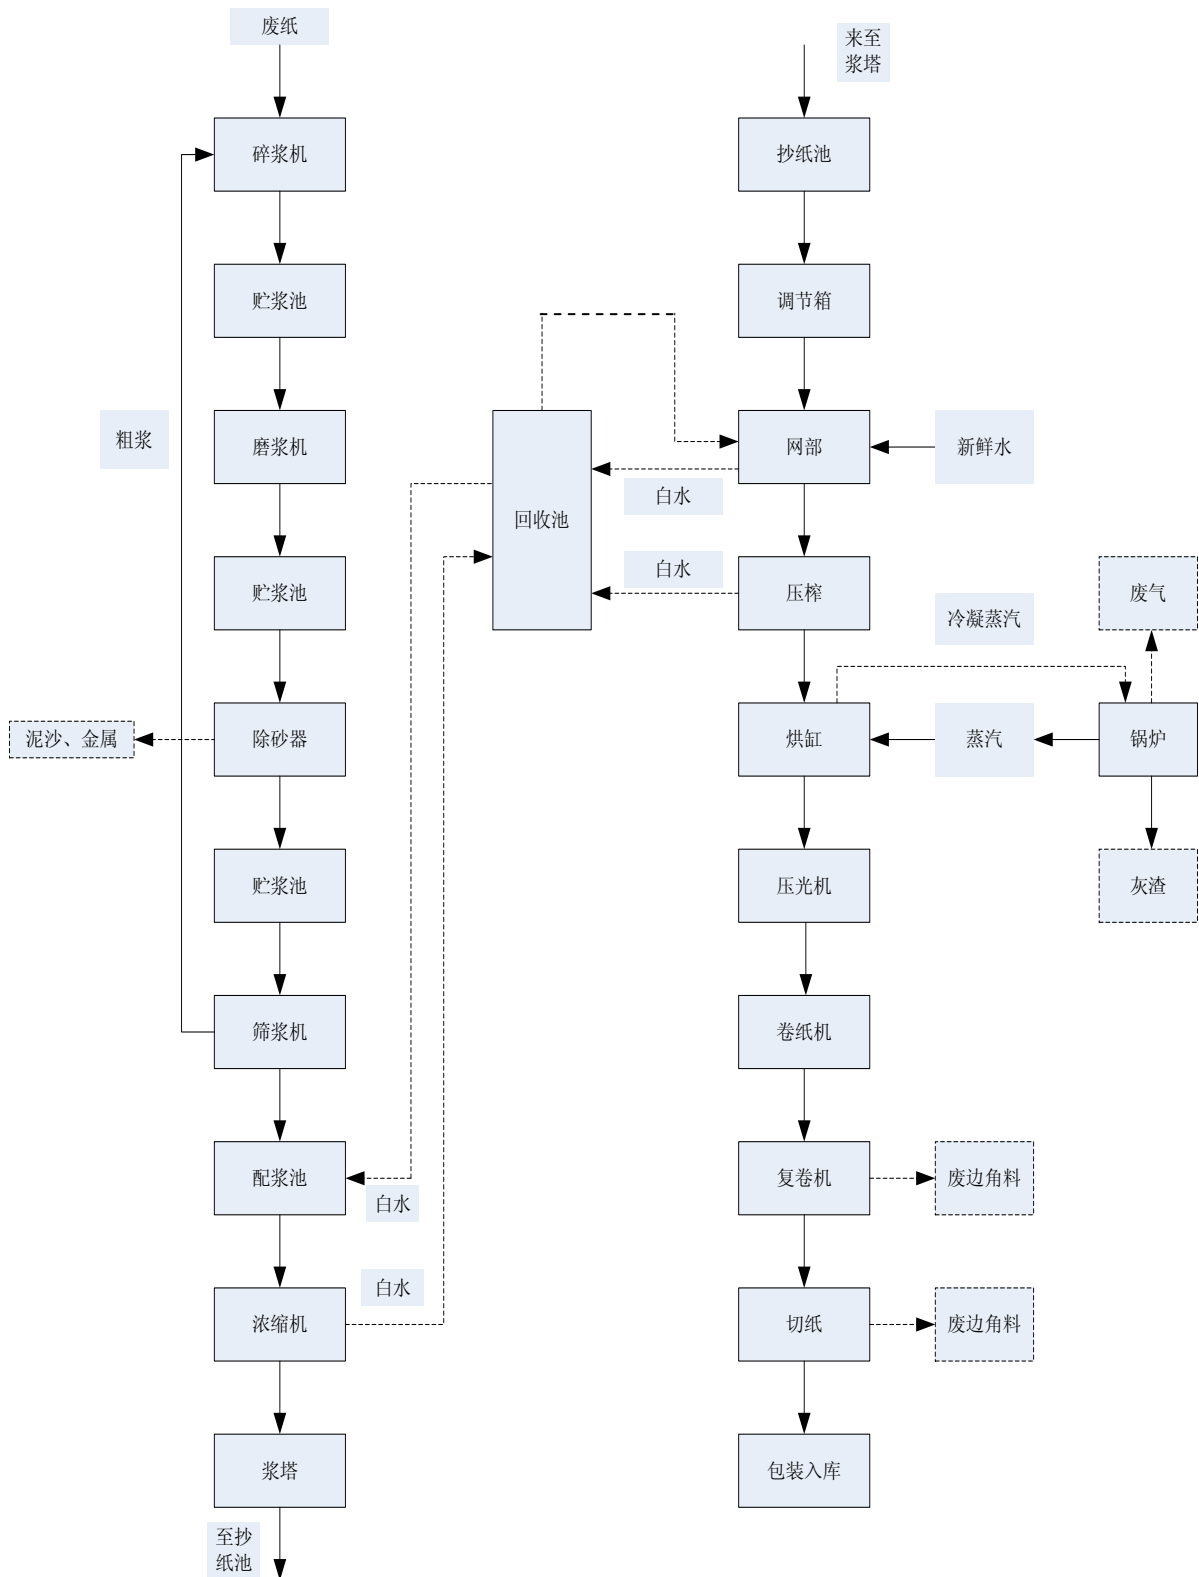 废纸
来至
浆塔
碎浆机
抄纸池
贮浆池
调节箱
粗浆
磨浆机
网部
新鲜水
白水
回收池
贮浆池
白水
压榨
冷凝蒸汽
废气
泥沙、金属
除砂器
烘缸
蒸汽
锅炉
贮浆池
压光机
灰渣
筛浆机
卷纸机
配浆池
白水
复卷机
废边角料
白水
浓缩机
切纸
废边角料
浆塔
包装入库
至抄
纸池